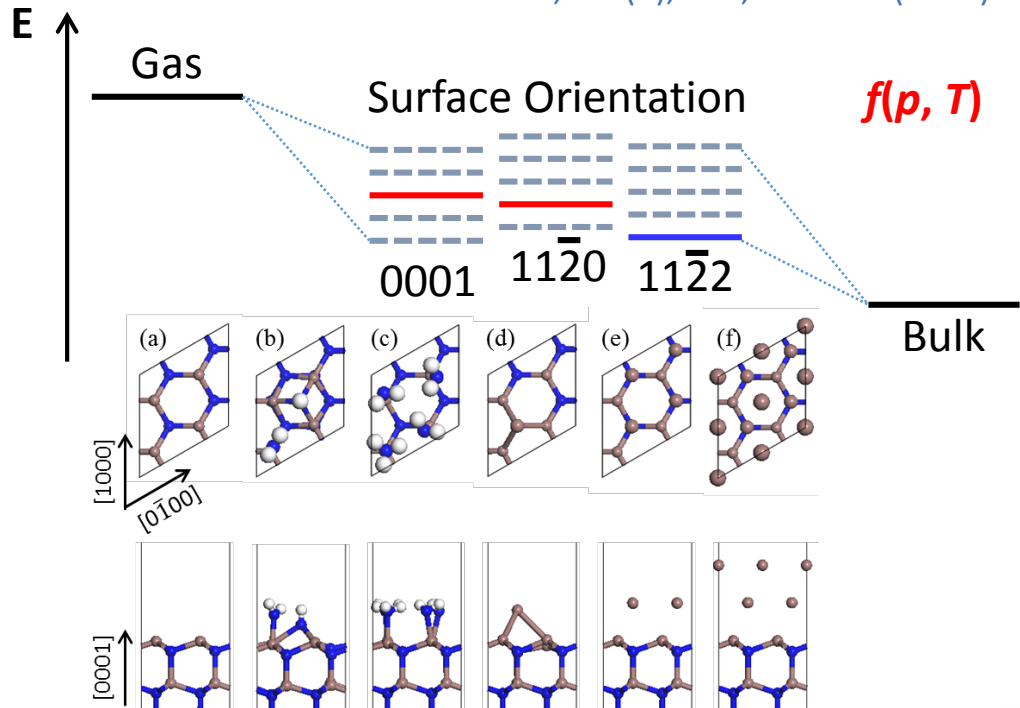 E
Gas
Surface Orientation
f(p, T)
0001
112̅0
112̅2
Bulk
(a) (b) (c) (d) (e) (f)
[1000]
[01̅00]
[0001]